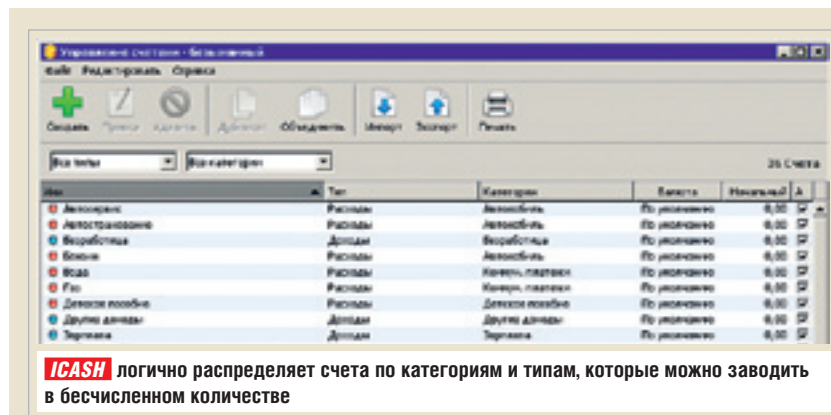 Управление счетами - безымянный
Файл Редактировать Справка
Создать Правка Удалить Дубликат Объединить Импорт Экспорт Печать
Все типы Все категории 26 Счета
Имя Тип Категория Валюта Начальный А
Автосервис Расходы Автомобиль По умолчанию 0,00
Автострахование Расходы Автомобиль По умолчанию 0,00
Безработица Доходы Безработица По умолчанию 0,00
Бензин Расходы Автомобиль По умолчанию 0,00
Вода Расходы Коммун. платежи По умолчанию 0,00
Газ Расходы Коммун. платежи По умолчанию 0,00
Детское пособие Расходы Детское пособие По умолчанию 0,00
Другие доходы Доходы Другие доходы По умолчанию 0,00
Зарплата Доходы Зарплата По умолчанию 0,00
ICASH логично распределяет счета по категориям и типам, которые можно заводить
в бесчисленном количестве